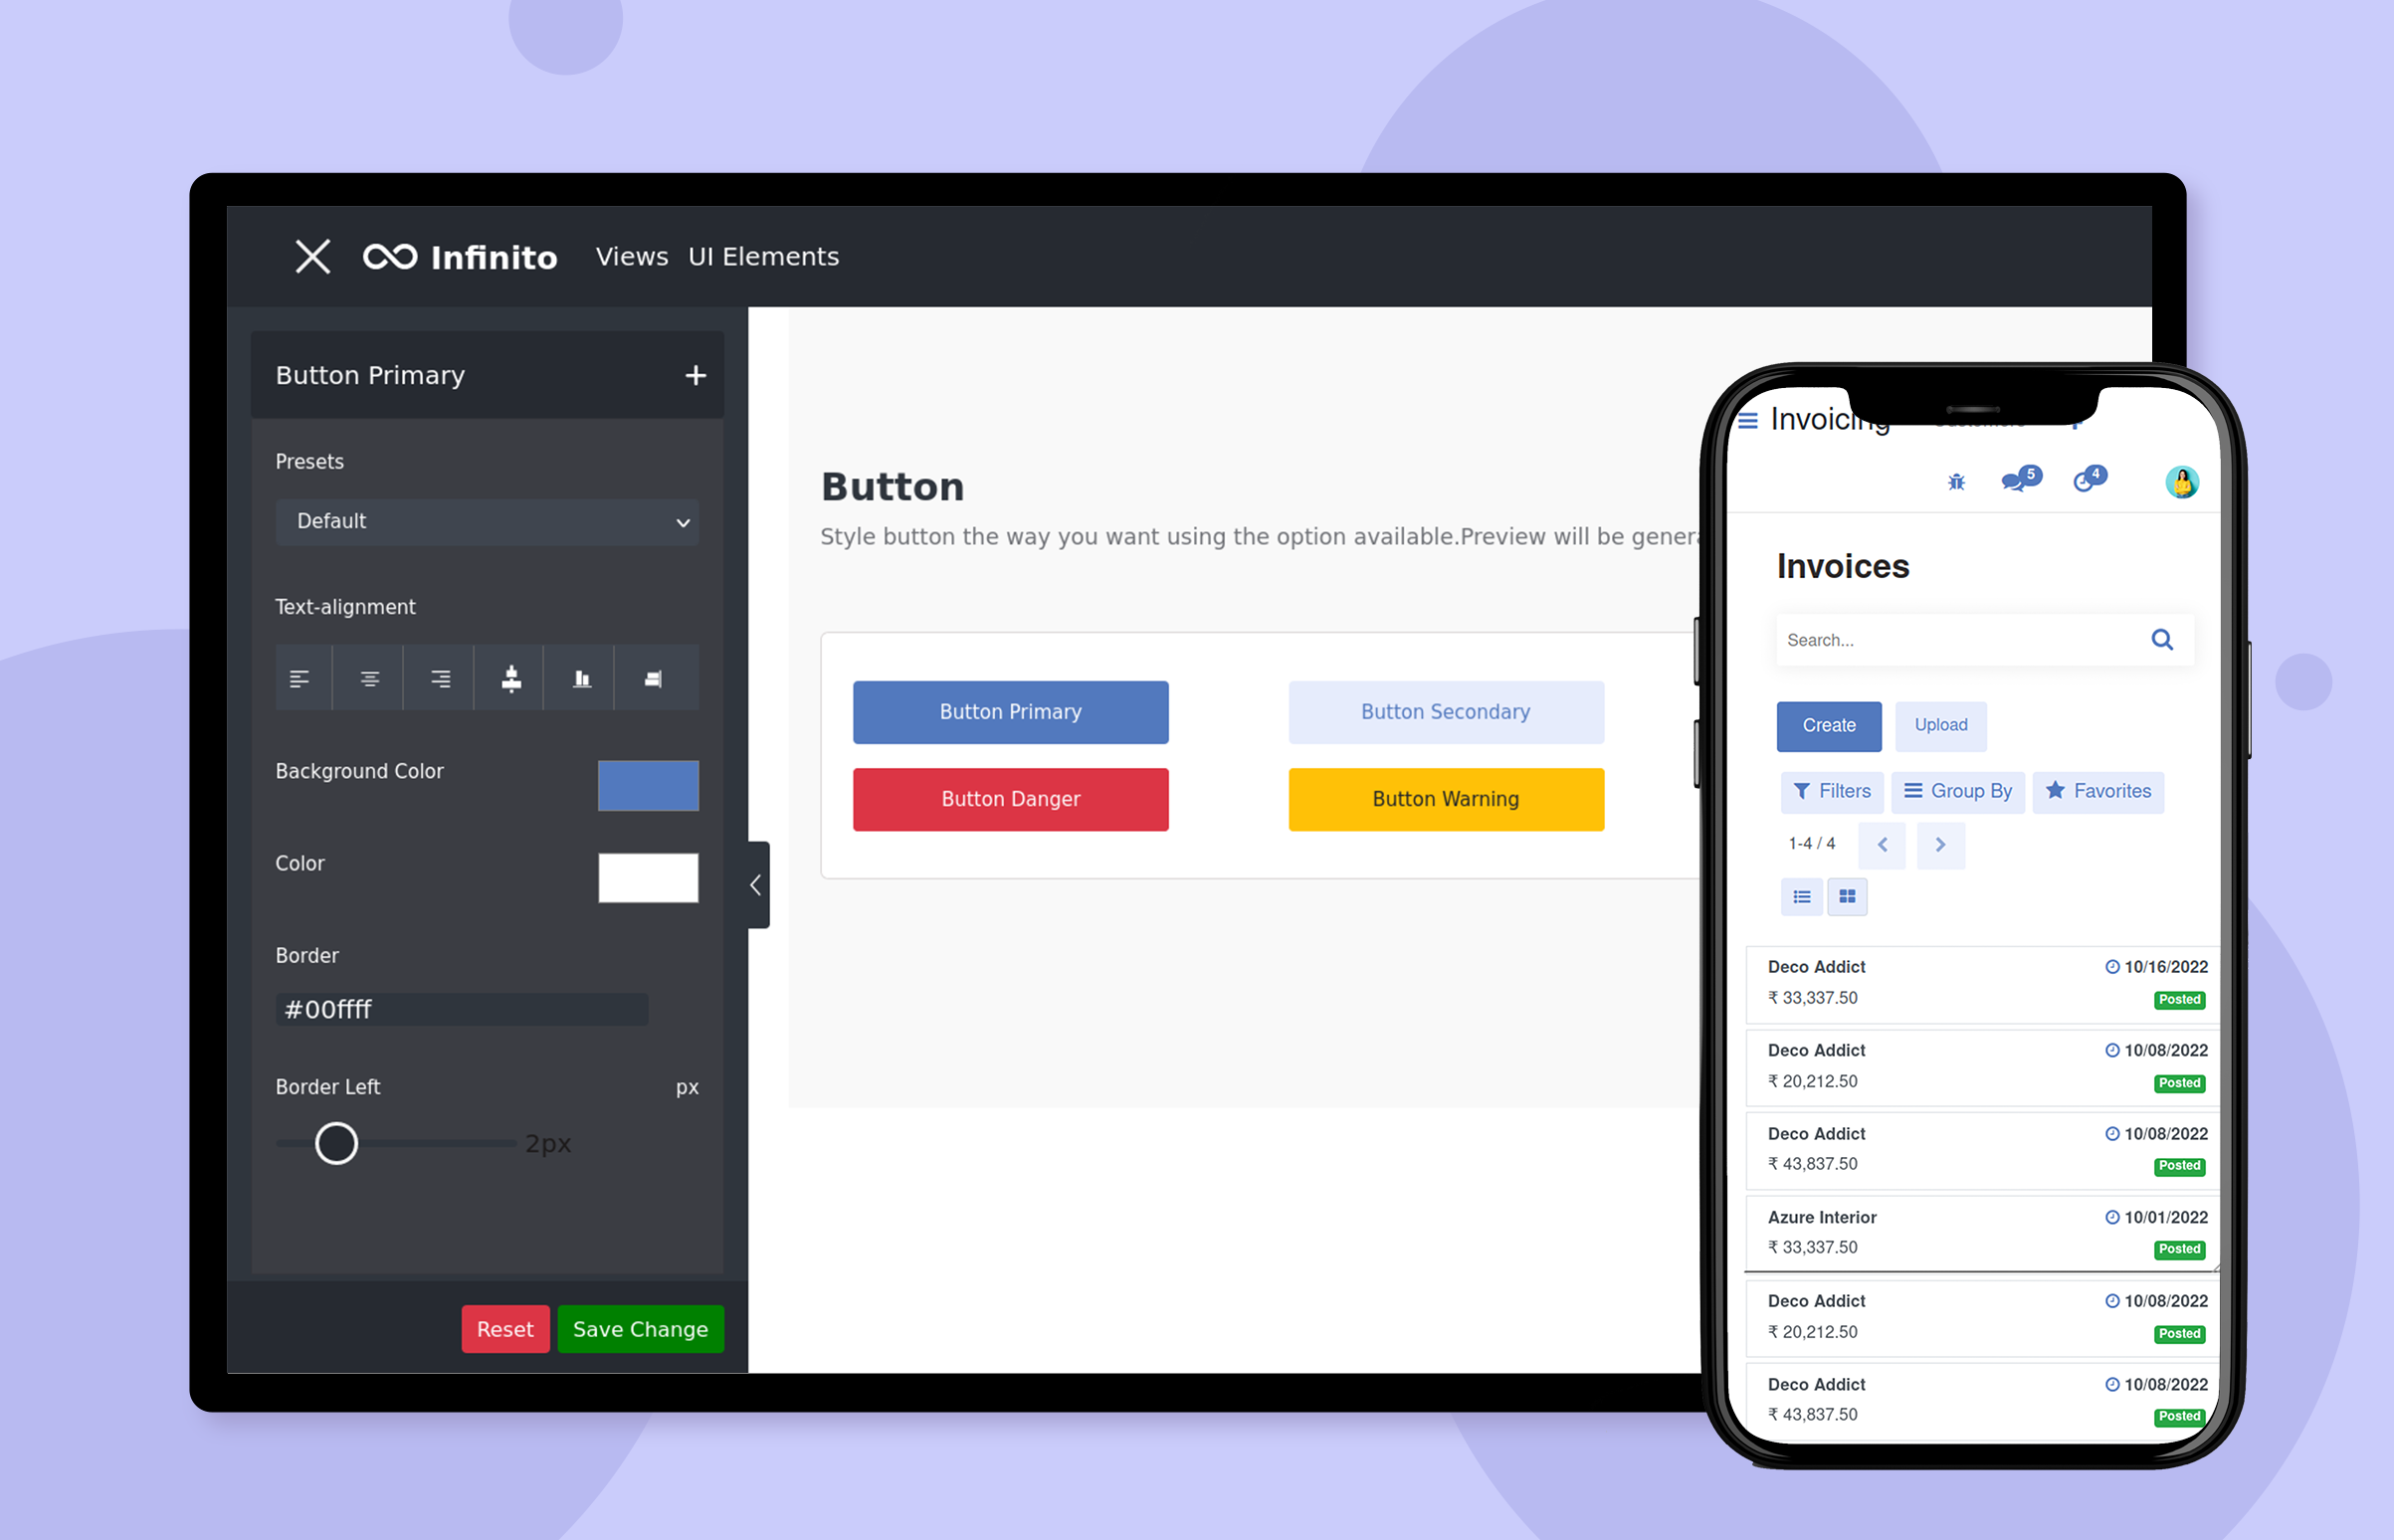 Infinito Views UI Elements
Button Primary
Presets
Default
Text-alignment
Background Color
Color
Border
#00ffff
Border Left px
2px
Reset Save Change
Button
Style button the way you want using the option available.Preview will be
Button Primary Button Secondary
Button Danger Button Warning
Invoicing
5 4
Invoices
Search...
Create Upload
Filters Group By Favorites
1-4 / 4
Deco Addict 10/16/2022
₹ 33,337.50 Posted
Deco Addict 10/08/2022
₹ 20,212.50 Posted
Deco Addict 10/08/2022
₹ 43,837.50 Posted
Azure Interior 10/01/2022
₹ 33,337.50 Posted
Deco Addict 10/08/2022
₹ 20,212.50 Posted
Deco Addict 10/08/2022
₹ 43,837.50 Posted